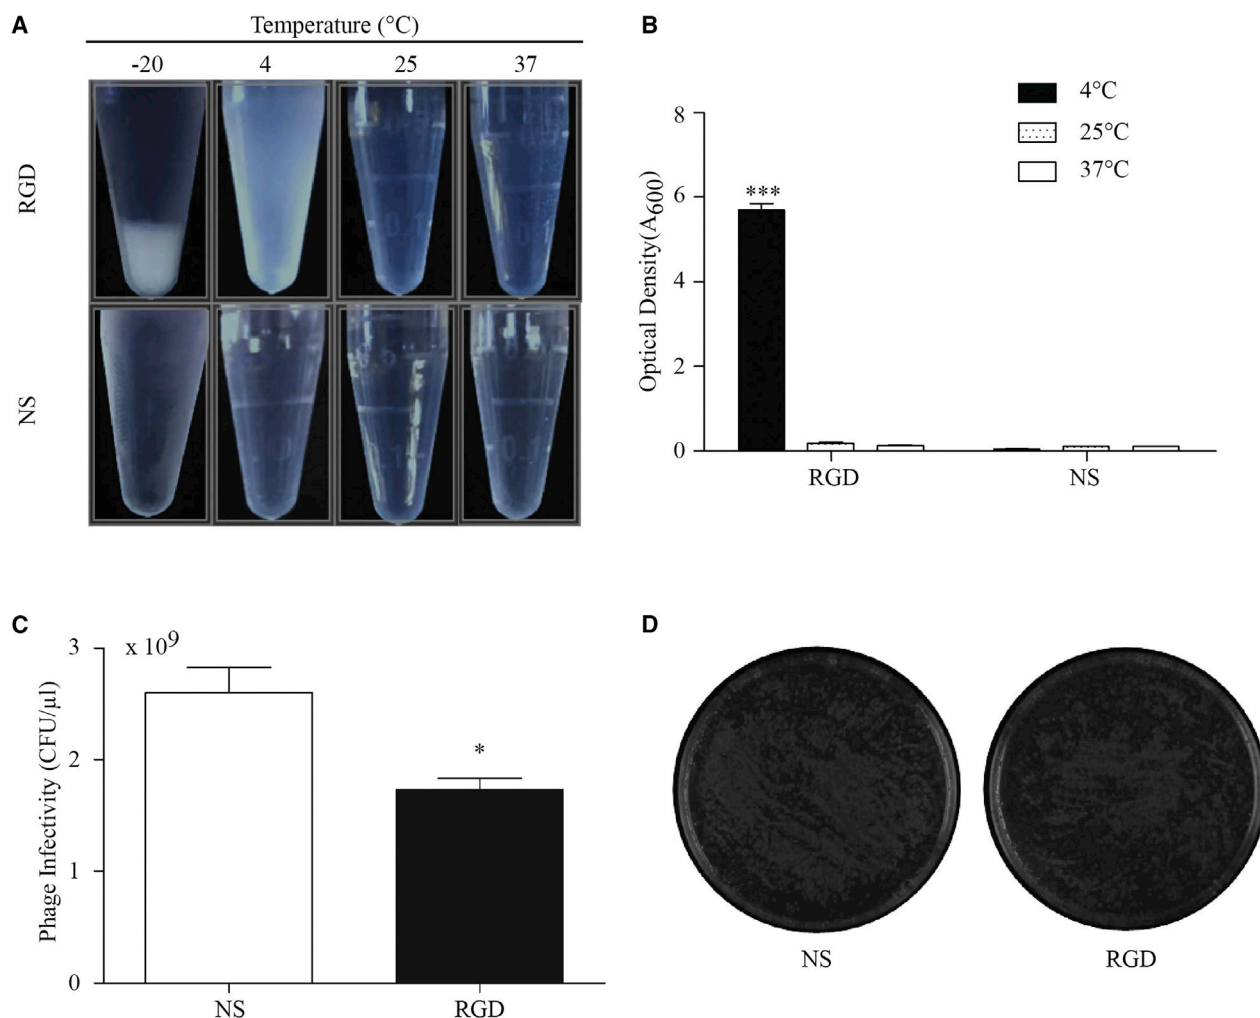 A
Temperature (°C)
-20 4 25 37
RGD
NS
B
4°C
25°C
37°C
Optical Density(A600)
8
6
4
2
0
***
RGD NS
C
x 10^9
Phage Infectivity (CFU/µl)
3
2
1
0
*
NS RGD
D
NS RGD